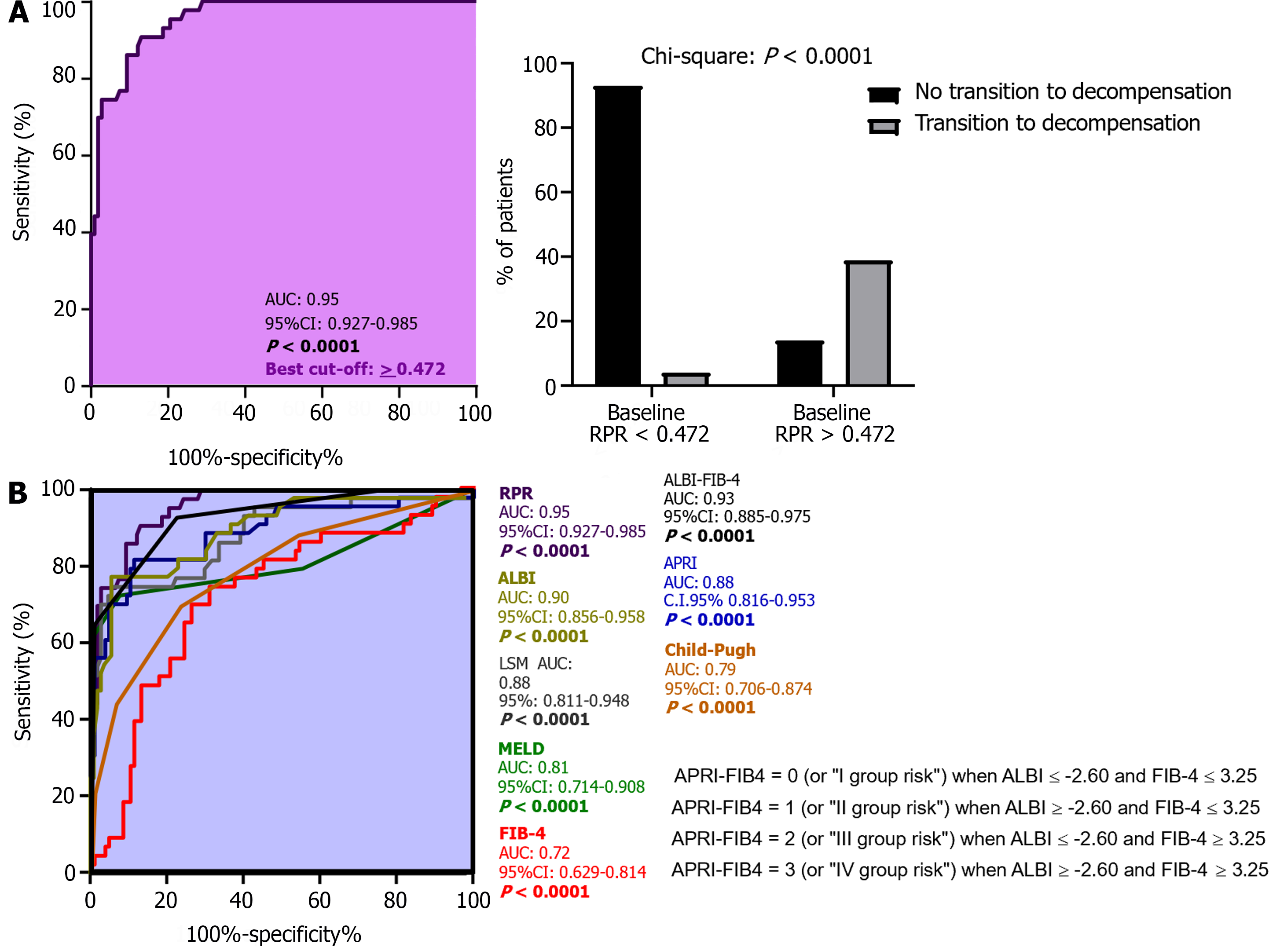 A
100
80
60
40
20
0
Sensitivity (%)
0
20
40
60
80
100
100%-specificity%
AUC: 0.95
95%CI: 0.927-0.985
P < 0.0001
Best cut-off: ≥ 0.472
Chi-square: P < 0.0001
100
80
60
40
20
0
% of patients
Baseline
RPR < 0.472
Baseline
RPR > 0.472
No transition to decompensation
Transition to decompensation
B
100
80
60
40
20
0
Sensitivity (%)
0
20
40
60
80
100
100%-specificity%
RPR
AUC: 0.95
95%CI: 0.927-0.985
P < 0.0001
ALBI
AUC: 0.90
95%CI: 0.856-0.958
P < 0.0001
LSM AUC:
0.88
95%: 0.811-0.948
P < 0.0001
MELD
AUC: 0.81
95%CI: 0.714-0.908
P < 0.0001
FIB-4
AUC: 0.72
95%CI: 0.629-0.814
P < 0.0001
ALBI-FIB-4
AUC: 0.93
95%CI: 0.885-0.975
P < 0.0001
APRI
AUC: 0.88
C.I.95% 0.816-0.953
P < 0.0001
Child-Pugh
AUC: 0.79
95%CI: 0.706-0.874
P < 0.0001
APRI-FIB4 = 0 (or "I group risk") when ALBI ≤ -2.60 and FIB-4 ≤ 3.25
APRI-FIB4 = 1 (or "II group risk") when ALBI ≥ -2.60 and FIB-4 ≤ 3.25
APRI-FIB4 = 2 (or "III group risk") when ALBI ≤ -2.60 and FIB-4 ≥ 3.25
APRI-FIB4 = 3 (or "IV group risk") when ALBI ≥ -2.60 and FIB-4 ≥ 3.25